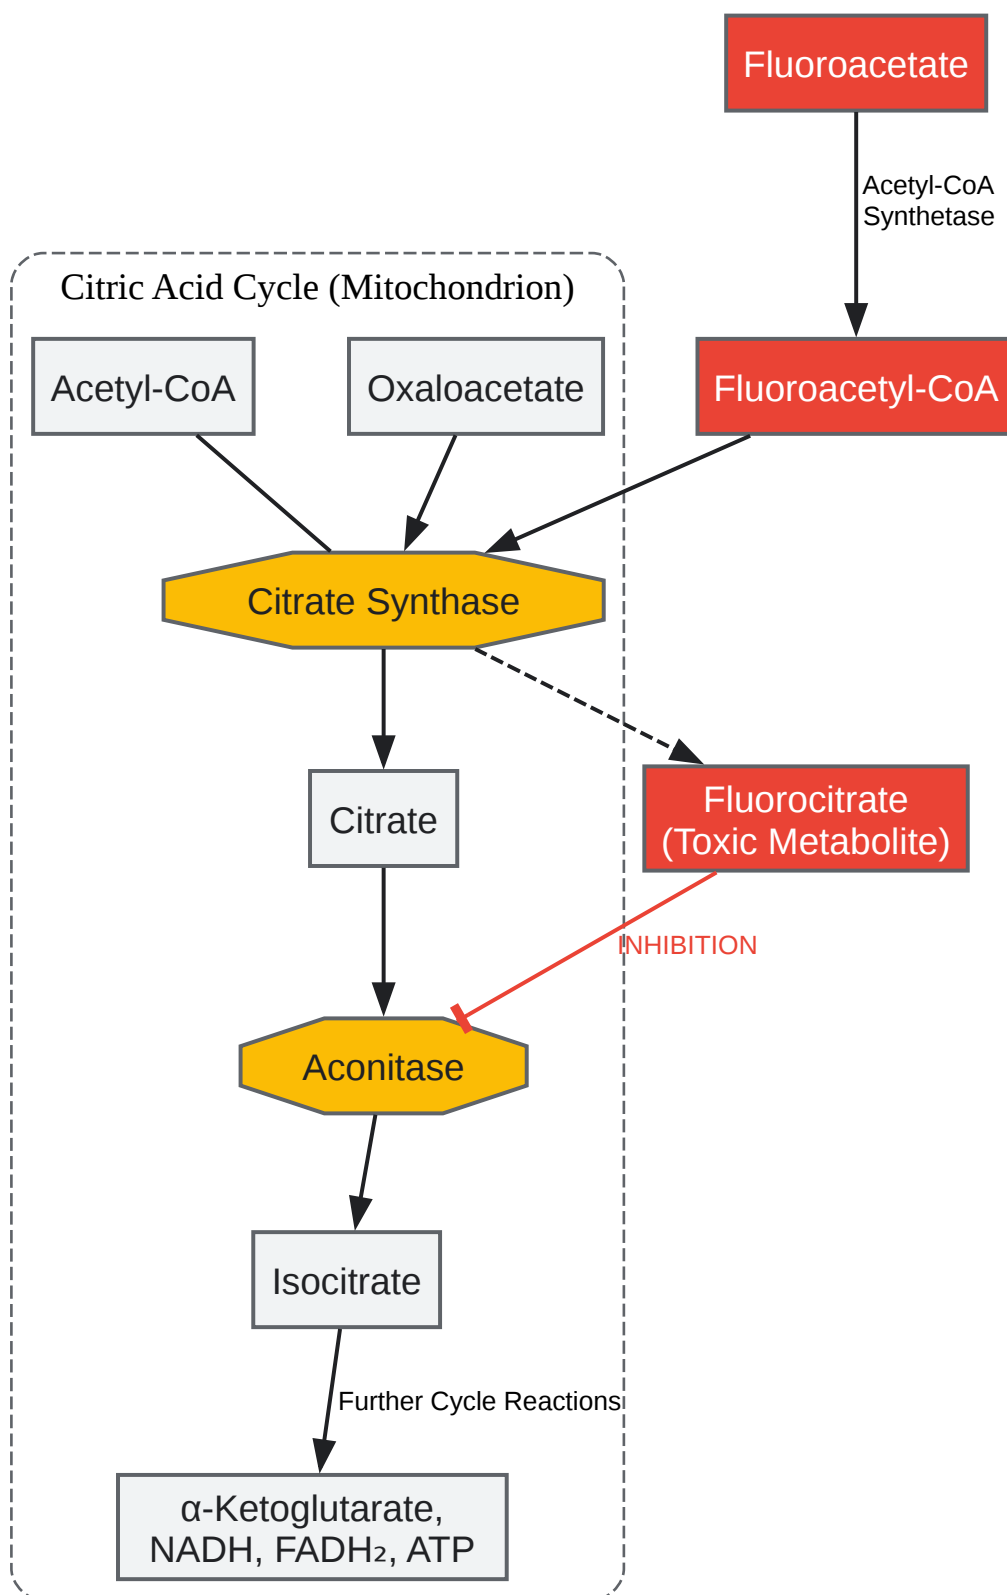 Fluoroacetate
Acetyl-CoA
Synthetase
Citric Acid Cycle (Mitochondrion)
Acetyl-CoA
Oxaloacetate
Fluoroacetyl-CoA
Citrate Synthase
Citrate
Fluorocitrate
(Toxic Metabolite)
INHIBITION
Aconitase
Isocitrate
Further Cycle Reactions
α-Ketoglutarate,
NADH, FADH₂, ATP